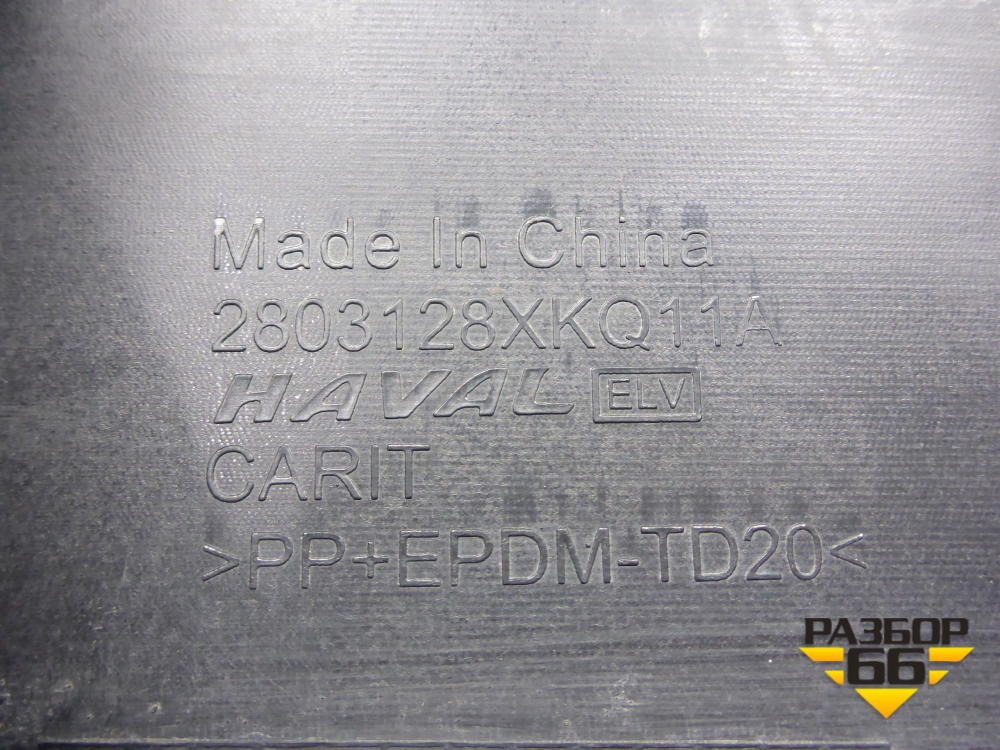 Made In China
2803128XKQ11A
HAVAL ELV
CARIT
>PP+EPDM-TD20<
РАЗБОР
66